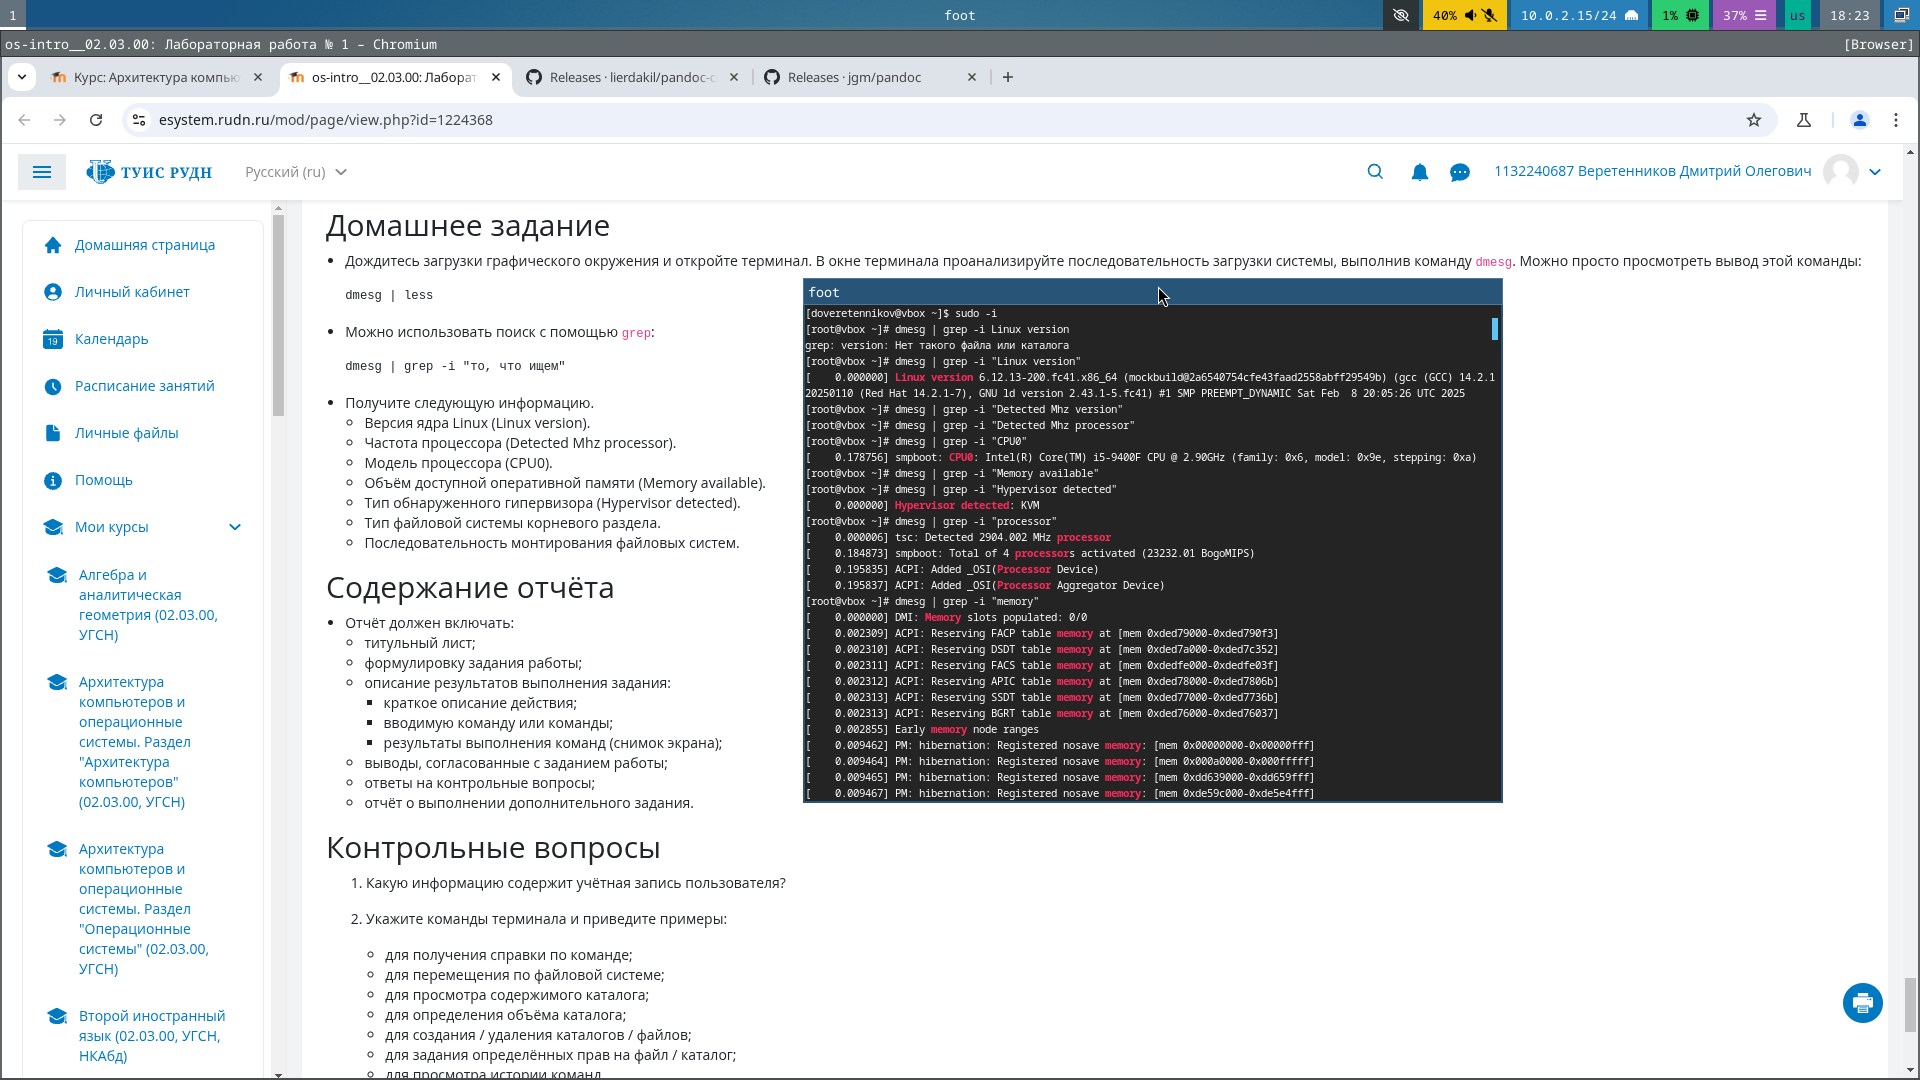 1
foot
40%
10.0.2.15/24
1%
37%
us
18:23
os-intro__02.03.00: Лабораторная работа № 1 – Chromium
[Browser]
Курс: Архитектура компью
os-intro__02.03.00: Лаборат
Releases · lierdakil/pandoc-c
Releases · jgm/pandoc
esystem.rudn.ru/mod/page/view.php?id=1224368
ТУИС РУДН
Русский (ru)
1132240687 Веретенников Дмитрий Олегович
Домашняя страница
Личный кабинет
19
Календарь
Расписание занятий
Личные файлы
Помощь
Мои курсы
Алгебра и
аналитическая
геометрия (02.03.00,
УГСН)
Архитектура
компьютеров и
операционные
системы. Раздел
"Архитектура
компьютеров"
(02.03.00, УГСН)
Архитектура
компьютеров и
операционные
системы. Раздел
"Операционные
системы" (02.03.00,
УГСН)
Второй иностранный
язык (02.03.00, УГСН,
НКАбд)
Домашнее задание
Дождитесь загрузки графического окружения и откройте терминал. В окне терминала проанализируйте последовательность загрузки системы, выполнив команду dmesg. Можно просто просмотреть вывод этой команды:
dmesg | less
Можно использовать поиск с помощью grep:
dmesg | grep -i "то, что ищем"
Получите следующую информацию.
Версия ядра Linux (Linux version).
Частота процессора (Detected Mhz processor).
Модель процессора (CPU0).
Объём доступной оперативной памяти (Memory available).
Тип обнаруженного гипервизора (Hypervisor detected).
Тип файловой системы корневого раздела.
Последовательность монтирования файловых систем.
Содержание отчёта
Отчёт должен включать:
титульный лист;
формулировку задания работы;
описание результатов выполнения задания:
краткое описание действия;
вводимую команду или команды;
результаты выполнения команд (снимок экрана);
выводы, согласованные с заданием работы;
ответы на контрольные вопросы;
отчёт о выполнении дополнительного задания.
Контрольные вопросы
1. Какую информацию содержит учётная запись пользователя?
2. Укажите команды терминала и приведите примеры:
для получения справки по команде;
для перемещения по файловой системе;
для просмотра содержимого каталога;
для определения объёма каталога;
для создания / удаления каталогов / файлов;
для задания определённых прав на файл / каталог;
для просмотра истории команд
foot
[doveretennikov@vbox ~]$ sudo -i
[root@vbox ~]# dmesg | grep -i Linux version
grep: version: Нет такого файла или каталога
[root@vbox ~]# dmesg | grep -i "Linux version"
[    0.000000] Linux version 6.12.13-200.fc41.x86_64 (mockbuild@2a6540754cfe43faad2558abff29549b) (gcc (GCC) 14.2.1
20250110 (Red Hat 14.2.1-7), GNU ld version 2.43.1-5.fc41) #1 SMP PREEMPT_DYNAMIC Sat Feb  8 20:05:26 UTC 2025
[root@vbox ~]# dmesg | grep -i "Detected Mhz version"
[root@vbox ~]# dmesg | grep -i "Detected Mhz processor"
[root@vbox ~]# dmesg | grep -i "CPU0"
[    0.178756] smpboot: CPU0: Intel(R) Core(TM) i5-9400F CPU @ 2.90GHz (family: 0x6, model: 0x9e, stepping: 0xa)
[root@vbox ~]# dmesg | grep -i "Memory available"
[root@vbox ~]# dmesg | grep -i "Hypervisor detected"
[    0.000000] Hypervisor detected: KVM
[root@vbox ~]# dmesg | grep -i "processor"
[    0.000006] tsc: Detected 2904.002 MHz processor
[    0.184873] smpboot: Total of 4 processors activated (23232.01 BogoMIPS)
[    0.195835] ACPI: Added _OSI(Processor Device)
[    0.195837] ACPI: Added _OSI(Processor Aggregator Device)
[root@vbox ~]# dmesg | grep -i "memory"
[    0.000000] DMI: Memory slots populated: 0/0
[    0.002309] ACPI: Reserving FACP table memory at [mem 0xded79000-0xded790f3]
[    0.002310] ACPI: Reserving DSDT table memory at [mem 0xded7a000-0xded7c352]
[    0.002311] ACPI: Reserving FACS table memory at [mem 0xdedfe000-0xdedfe03f]
[    0.002312] ACPI: Reserving APIC table memory at [mem 0xded78000-0xded7806b]
[    0.002313] ACPI: Reserving SSDT table memory at [mem 0xded77000-0xded7736b]
[    0.002313] ACPI: Reserving BGRT table memory at [mem 0xded76000-0xded76037]
[    0.002855] Early memory node ranges
[    0.009462] PM: hibernation: Registered nosave memory: [mem 0x00000000-0x00000fff]
[    0.009464] PM: hibernation: Registered nosave memory: [mem 0x000a0000-0x000fffff]
[    0.009465] PM: hibernation: Registered nosave memory: [mem 0xdd639000-0xdd659fff]
[    0.009467] PM: hibernation: Registered nosave memory: [mem 0xde59c000-0xde5e4fff]